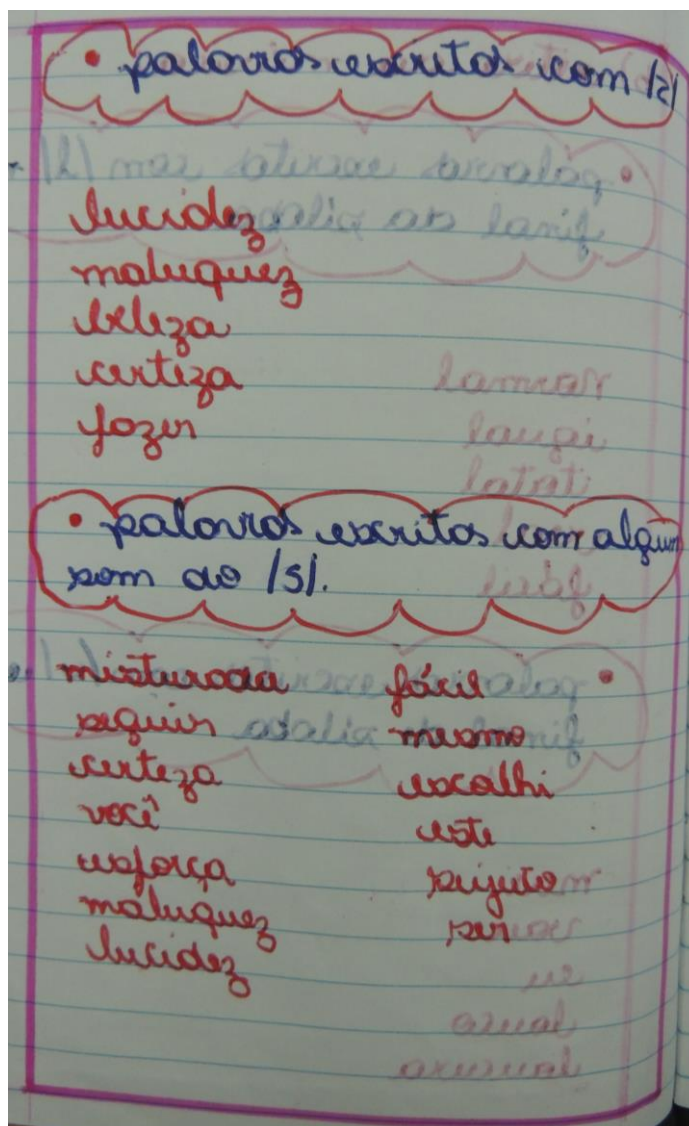 • palavras escritas com /z/
lucidez
maluquez
beleza
certeza
fazer
• palavras escritas com algum
som do /s/.
misturada
seguir
certeza
você
esforça
maluquez
lucidez
fácil
mesmo
escolhi
este
sujeito
ser